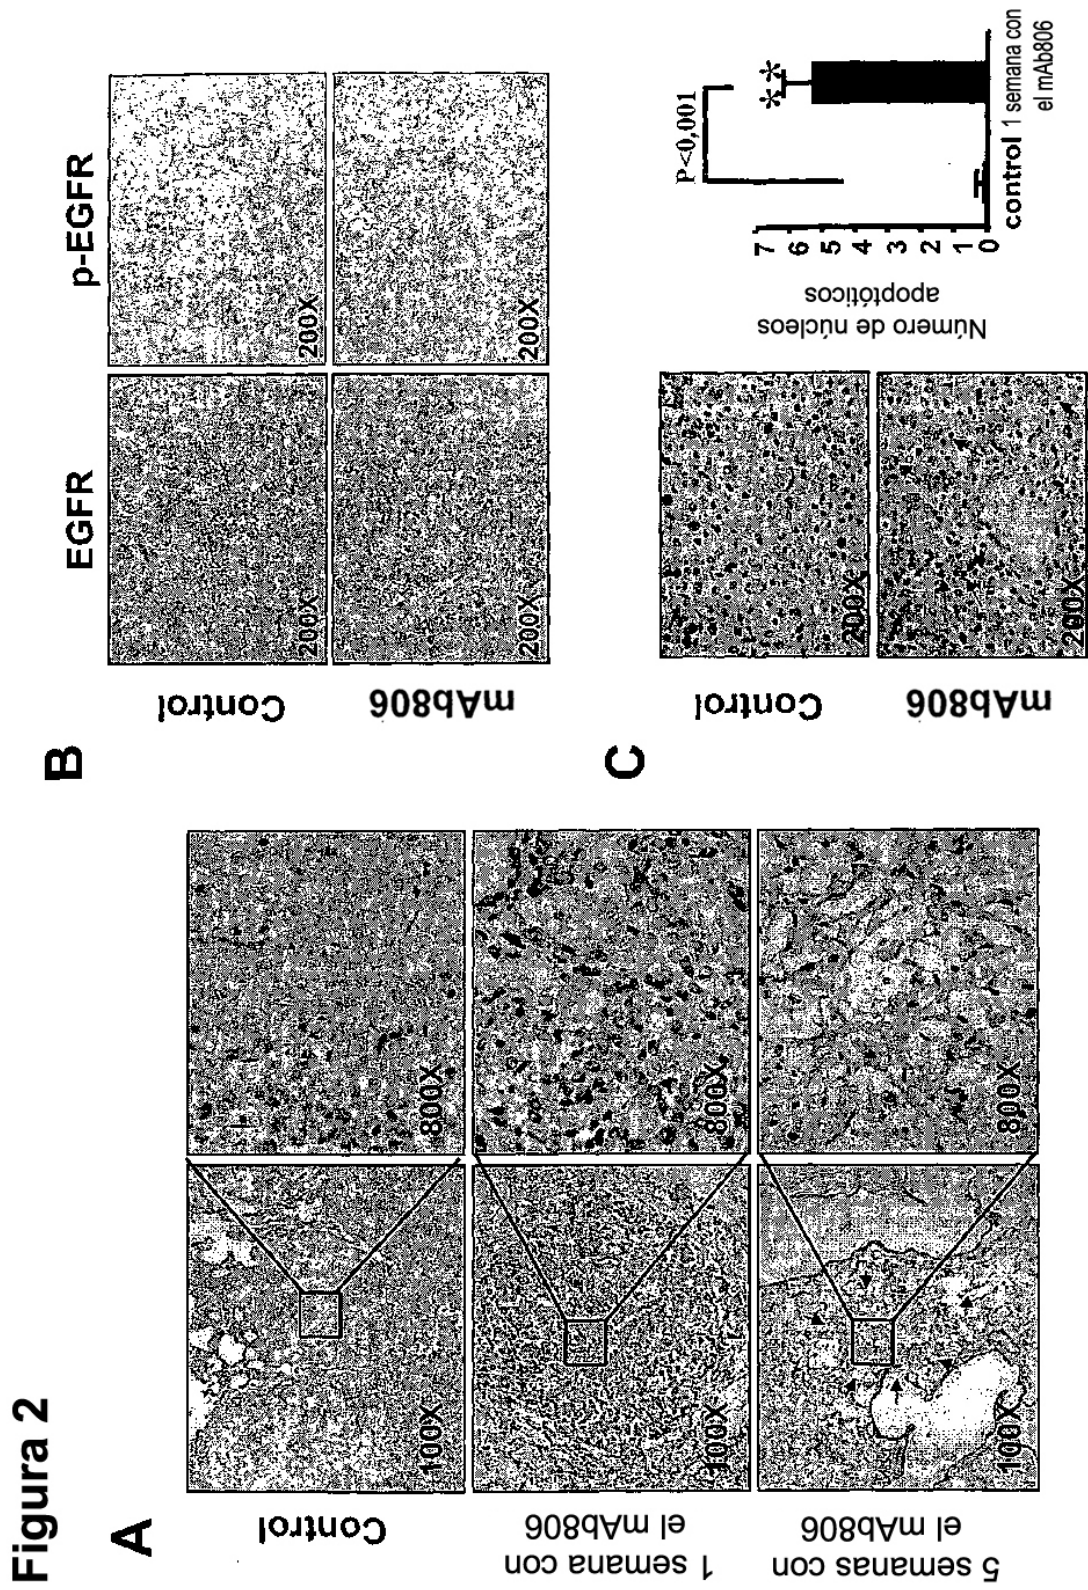 Figura 2
A
Control
100X
800X
1 semana con
el mAb806
100X
800X
5 semanas con
el mAb806
100X
800X
B
EGFR
p-EGFR
Control
200X
200X
mAb806
200X
200X
C
Control
200X
mAb806
200X
Número de núcleos
apoptóticos
7
6
5
4
3
2
1
0
P<0,001
**
control
1 semana con
el mAb806